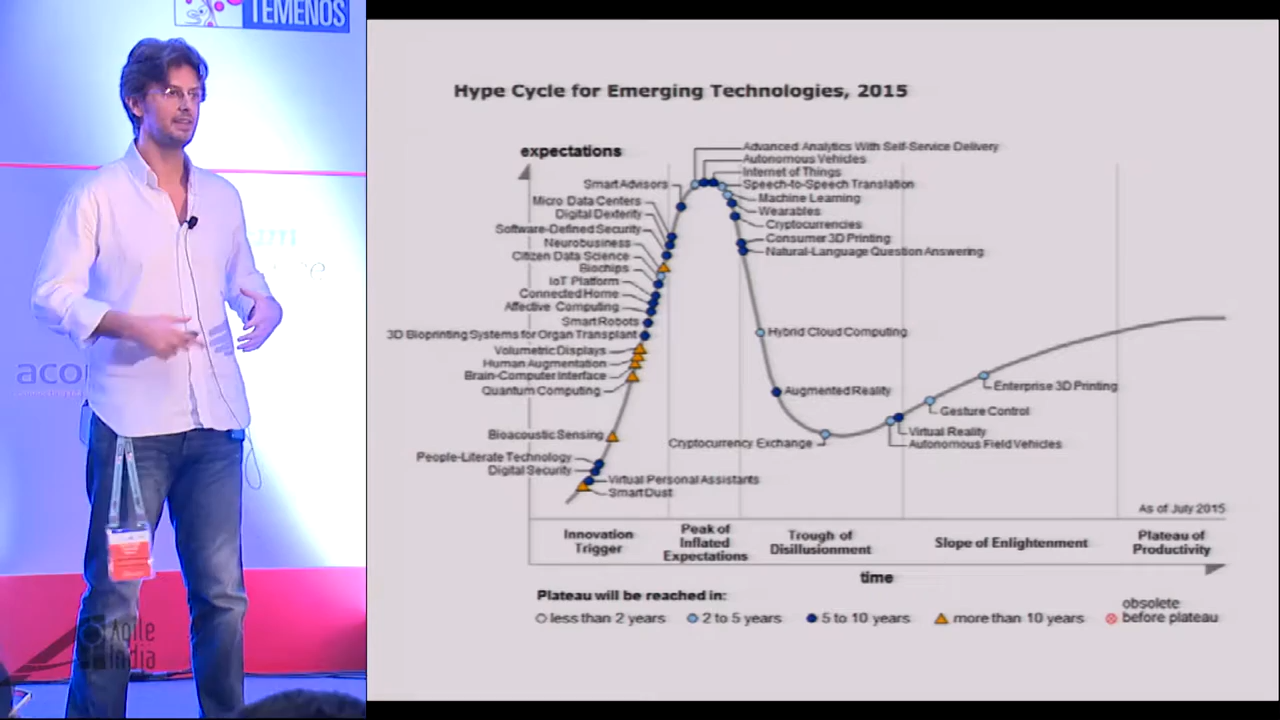 TEMENOS
aco
Agile
India
Hype Cycle for Emerging Technologies, 2015
expectations
Advanced Analytics With Self-Service Delivery
Autonomous Vehicles
Internet of Things
Speech-to-Speech Translation
Machine Learning
Wearables
Cryptocurrencies
Consumer 3D Printing
Natural-Language Question Answering
Smart Advisors
Micro Data Centers
Digital Dexterity
Software-Defined Security
Neurobusiness
Citizen Data Science
Biochips
IoT Platform
Connected Home
Affective Computing
Smart Robots
3D Bioprinting Systems for Organ Transplant
Volumetric Displays
Human Augmentation
Brain-Computer Interface
Quantum Computing
Bioacoustic Sensing
People-Literate Technology
Digital Security
Virtual Personal Assistants
Smart Dust
Hybrid Cloud Computing
Augmented Reality
Cryptocurrency Exchange
Enterprise 3D Printing
Gesture Control
Virtual Reality
Autonomous Field Vehicles
As of July 2015
Innovation
Trigger
Peak of
Inflated
Expectations
Trough of
Disillusionment
Slope of Enlightenment
Plateau of
Productivity
time
Plateau will be reached in:
less than 2 years
2 to 5 years
5 to 10 years
more than 10 years
obsolete
before plateau